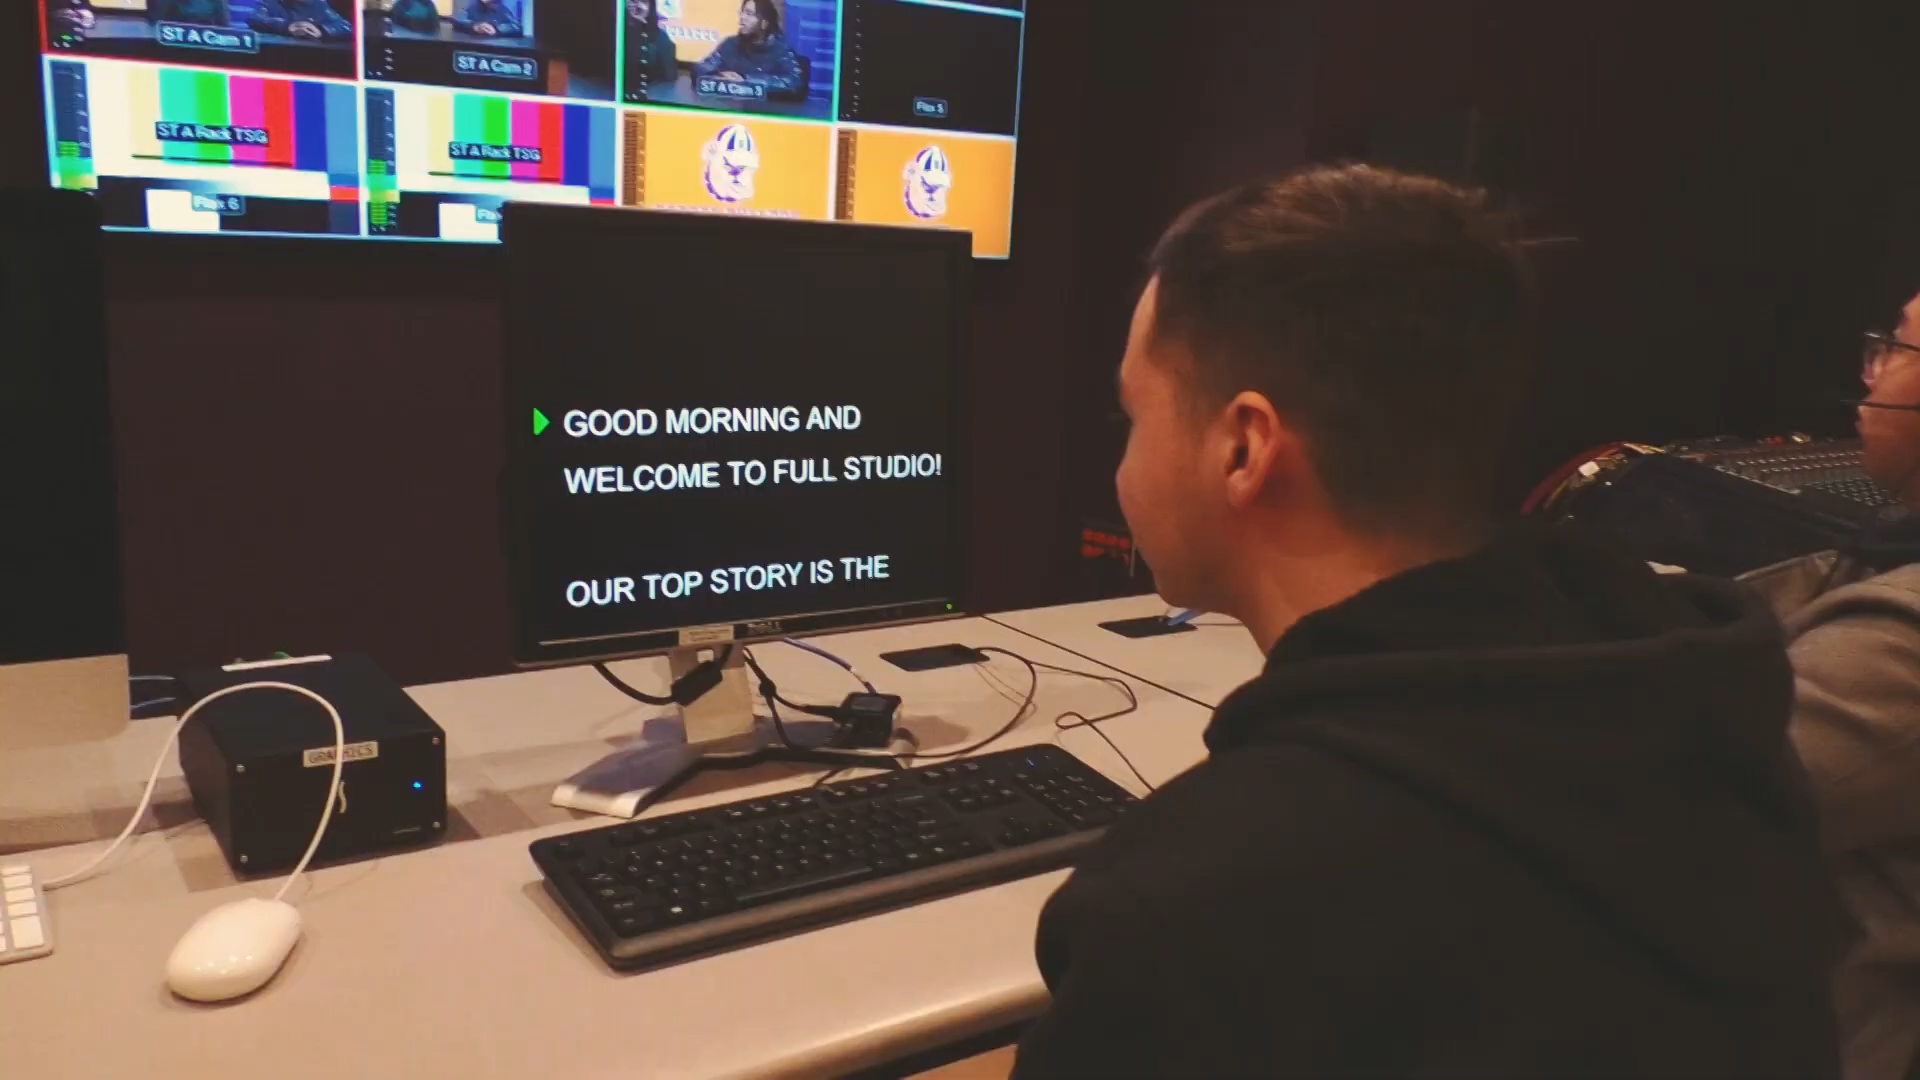 ST A Cam 1
ST A Cam 2
ST A Cam 3
Flex 5
ST A Rack TSG
ST A Rack TSG
Flex 6
GOOD MORNING AND
WELCOME TO FULL STUDIO!
OUR TOP STORY IS THE
DELL
GRAPHICS